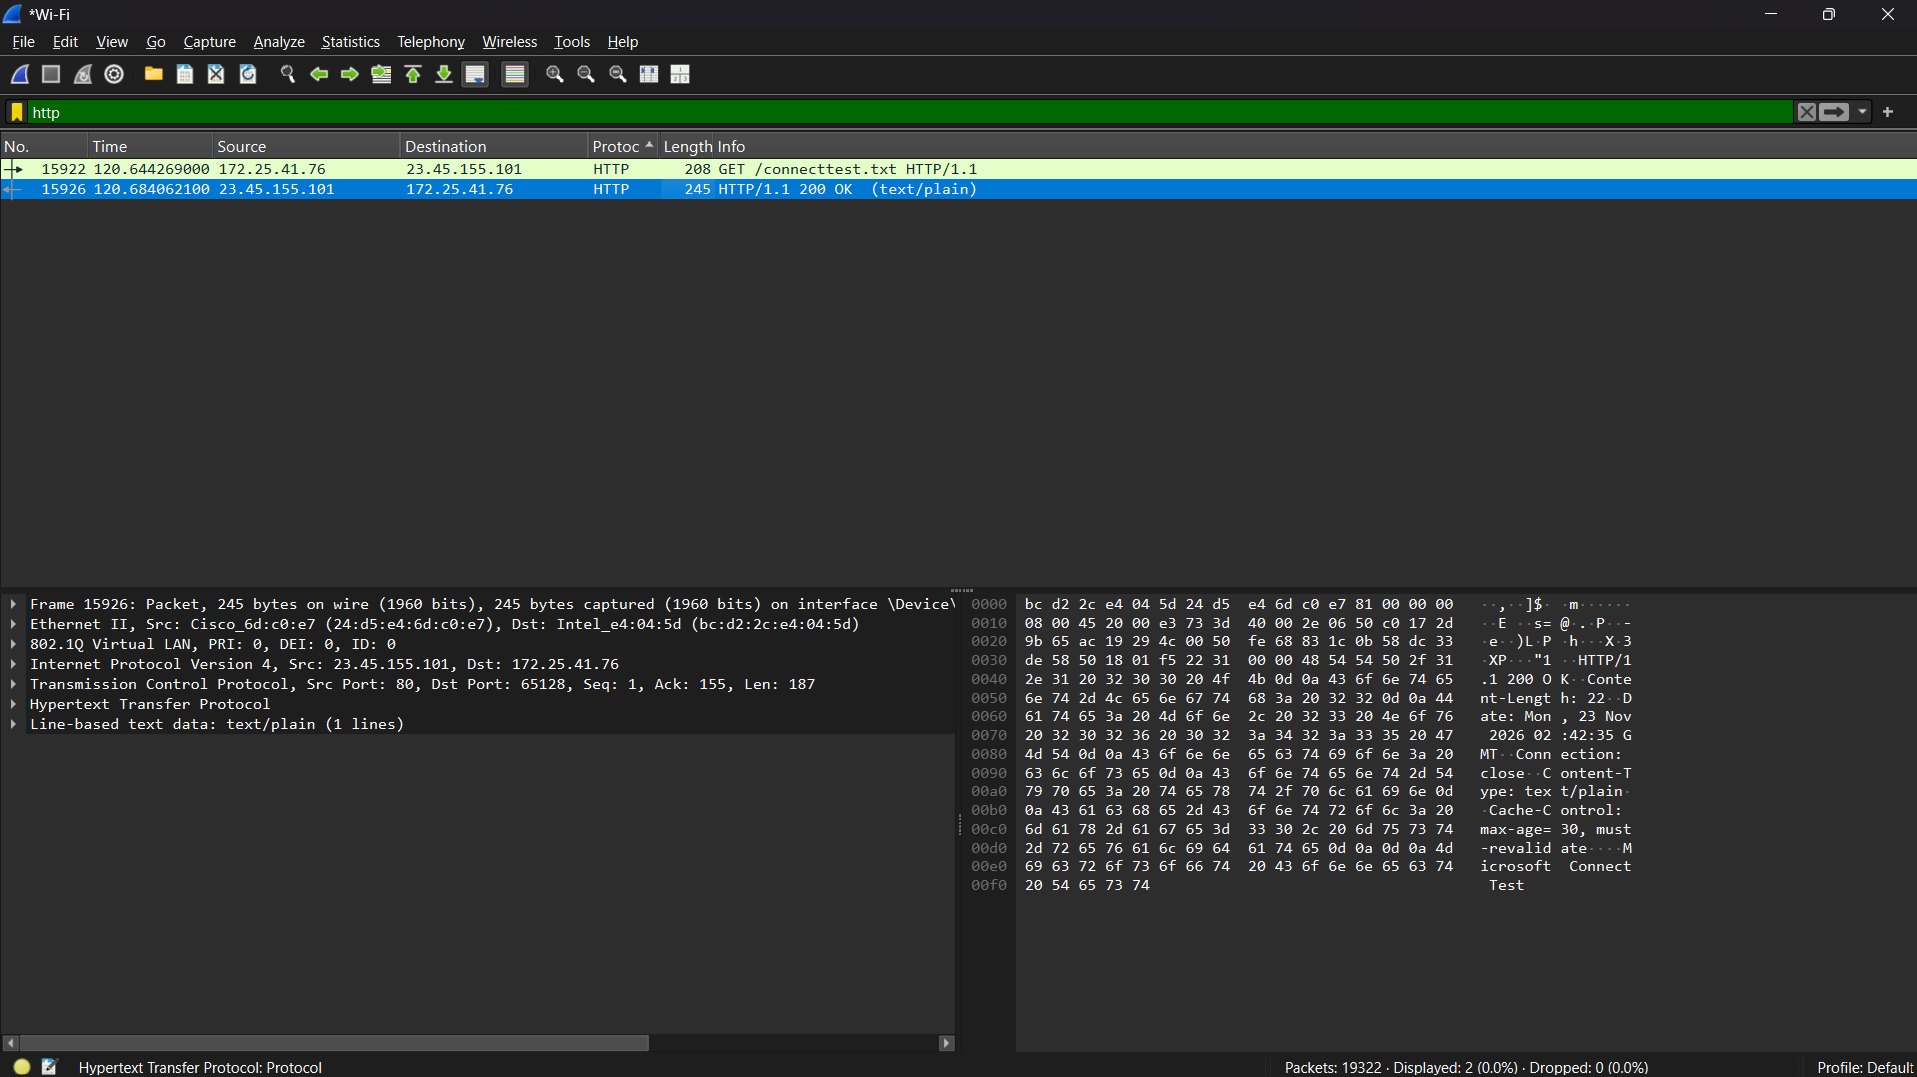 *Wi-Fi
File Edit View Go Capture Analyze Statistics Telephony Wireless Tools Help
http
No. Time Source Destination Protoc Length Info
15922 120.644269000 172.25.41.76 23.45.155.101 HTTP 208 GET /connecttest.txt HTTP/1.1
15926 120.684062100 23.45.155.101 172.25.41.76 HTTP 245 HTTP/1.1 200 OK (text/plain)
Frame 15926: Packet, 245 bytes on wire (1960 bits), 245 bytes captured (1960 bits) on interface \Device\
Ethernet II, Src: Cisco_6d:c0:e7 (24:d5:e4:6d:c0:e7), Dst: Intel_e4:04:5d (bc:d2:2c:e4:04:5d)
802.1Q Virtual LAN, PRI: 0, DEI: 0, ID: 0
Internet Protocol Version 4, Src: 23.45.155.101, Dst: 172.25.41.76
Transmission Control Protocol, Src Port: 80, Dst Port: 65128, Seq: 1, Ack: 155, Len: 187
Hypertext Transfer Protocol
Line-based text data: text/plain (1 lines)
0000 bc d2 2c e4 04 5d 24 d5 e4 6d c0 e7 81 00 00 00 ··,··]$· ·m······
0010 08 00 45 20 00 e3 73 3d 40 00 2e 06 50 c0 17 2d ··E ··s= @·.·P··-
0020 9b 65 ac 19 29 4c 00 50 fe 68 83 1c 0b 58 dc 33 ·e··)L·P ·h···X·3
0030 de 58 50 18 01 f5 22 31 00 00 48 54 54 50 2f 31 ·XP···"1 ··HTTP/1
0040 2e 31 20 32 30 30 20 4f 4b 0d 0a 43 6f 6e 74 65 .1 200 O K··Conte
0050 6e 74 2d 4c 65 6e 67 74 68 3a 20 32 32 0d 0a 44 nt-Lengt h: 22··D
0060 61 74 65 3a 20 4d 6f 6e 2c 20 32 33 20 4e 6f 76 ate: Mon , 23 Nov
0070 20 32 30 32 36 20 30 32 3a 34 32 3a 33 35 20 47 2026 02 :42:35 G
0080 4d 54 0d 0a 43 6f 6e 6e 65 63 74 69 6f 6e 3a 20 MT··Conn ection:
0090 63 6c 6f 73 65 0d 0a 43 6f 6e 74 65 6e 74 2d 54 close··C ontent-T
00a0 79 70 65 3a 20 74 65 78 74 2f 70 6c 61 69 6e 0d ype: tex t/plain·
00b0 0a 43 61 63 68 65 2d 43 6f 6e 74 72 6f 6c 3a 20 ·Cache-C ontrol:
00c0 6d 61 78 2d 61 67 65 3d 33 30 2c 20 6d 75 73 74 max-age= 30, must
00d0 2d 72 65 76 61 6c 69 64 61 74 65 0d 0a 0d 0a 4d -revalid ate····M
00e0 69 63 72 6f 73 6f 66 74 20 43 6f 6e 6e 65 63 74 icrosoft Connect
00f0 20 54 65 73 74 Test
Hypertext Transfer Protocol: Protocol
Packets: 19322 · Displayed: 2 (0.0%) · Dropped: 0 (0.0%)
Profile: Default